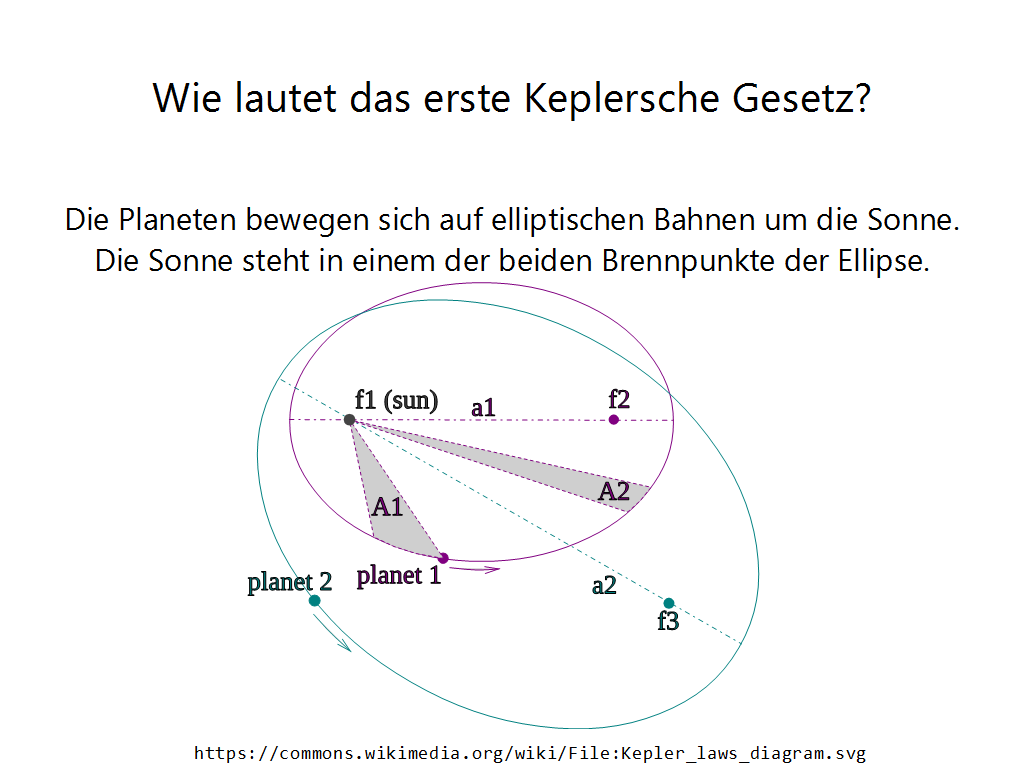 Wie lautet das erste Keplersche Gesetz?
Die Planeten bewegen sich auf elliptischen Bahnen um die Sonne.
Die Sonne steht in einem der beiden Brennpunkte der Ellipse.
f1 (sun)
a1
f2
A2
A1
planet 1
planet 2
a2
f3
https://commons.wikimedia.org/wiki/File:Kepler_laws_diagram.svg